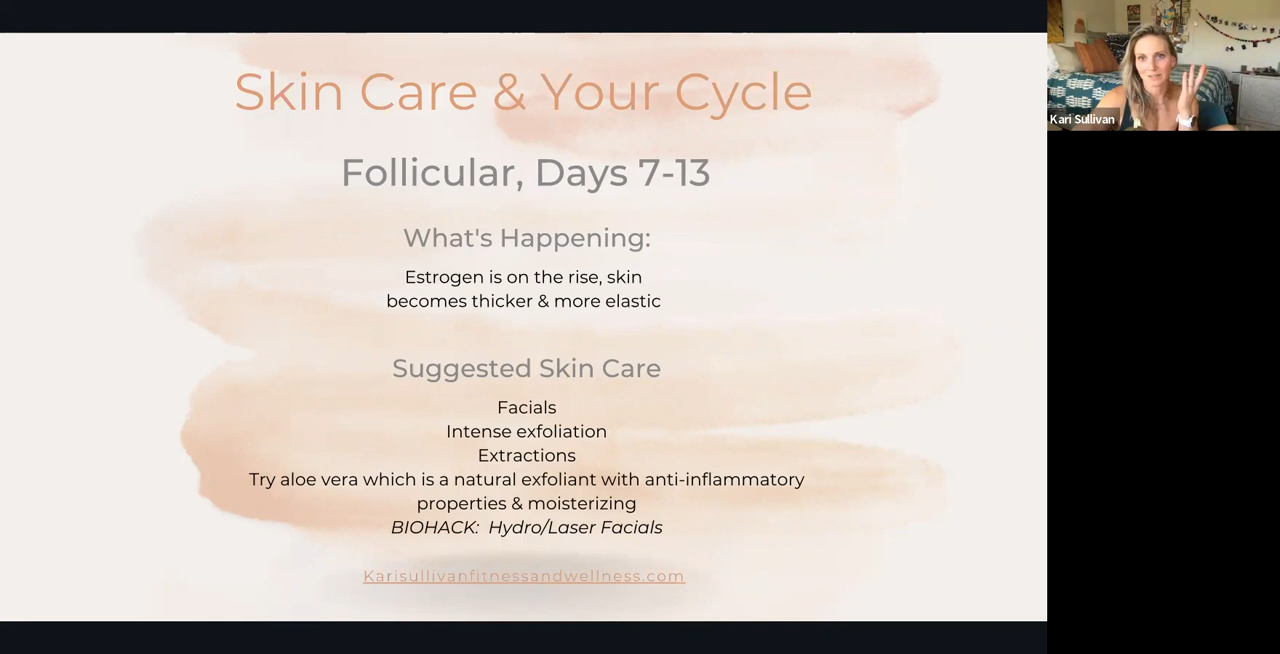 Skin Care & Your Cycle
Follicular, Days 7-13
What's Happening:
Estrogen is on the rise, skin
becomes thicker & more elastic
Suggested Skin Care
Facials
Intense exfoliation
Extractions
Try aloe vera which is a natural exfoliant with anti-inflammatory
properties & moisterizing
BIOHACK:  Hydro/Laser Facials
Karisullivanfitnessandwellness.com
Kari Sullivan